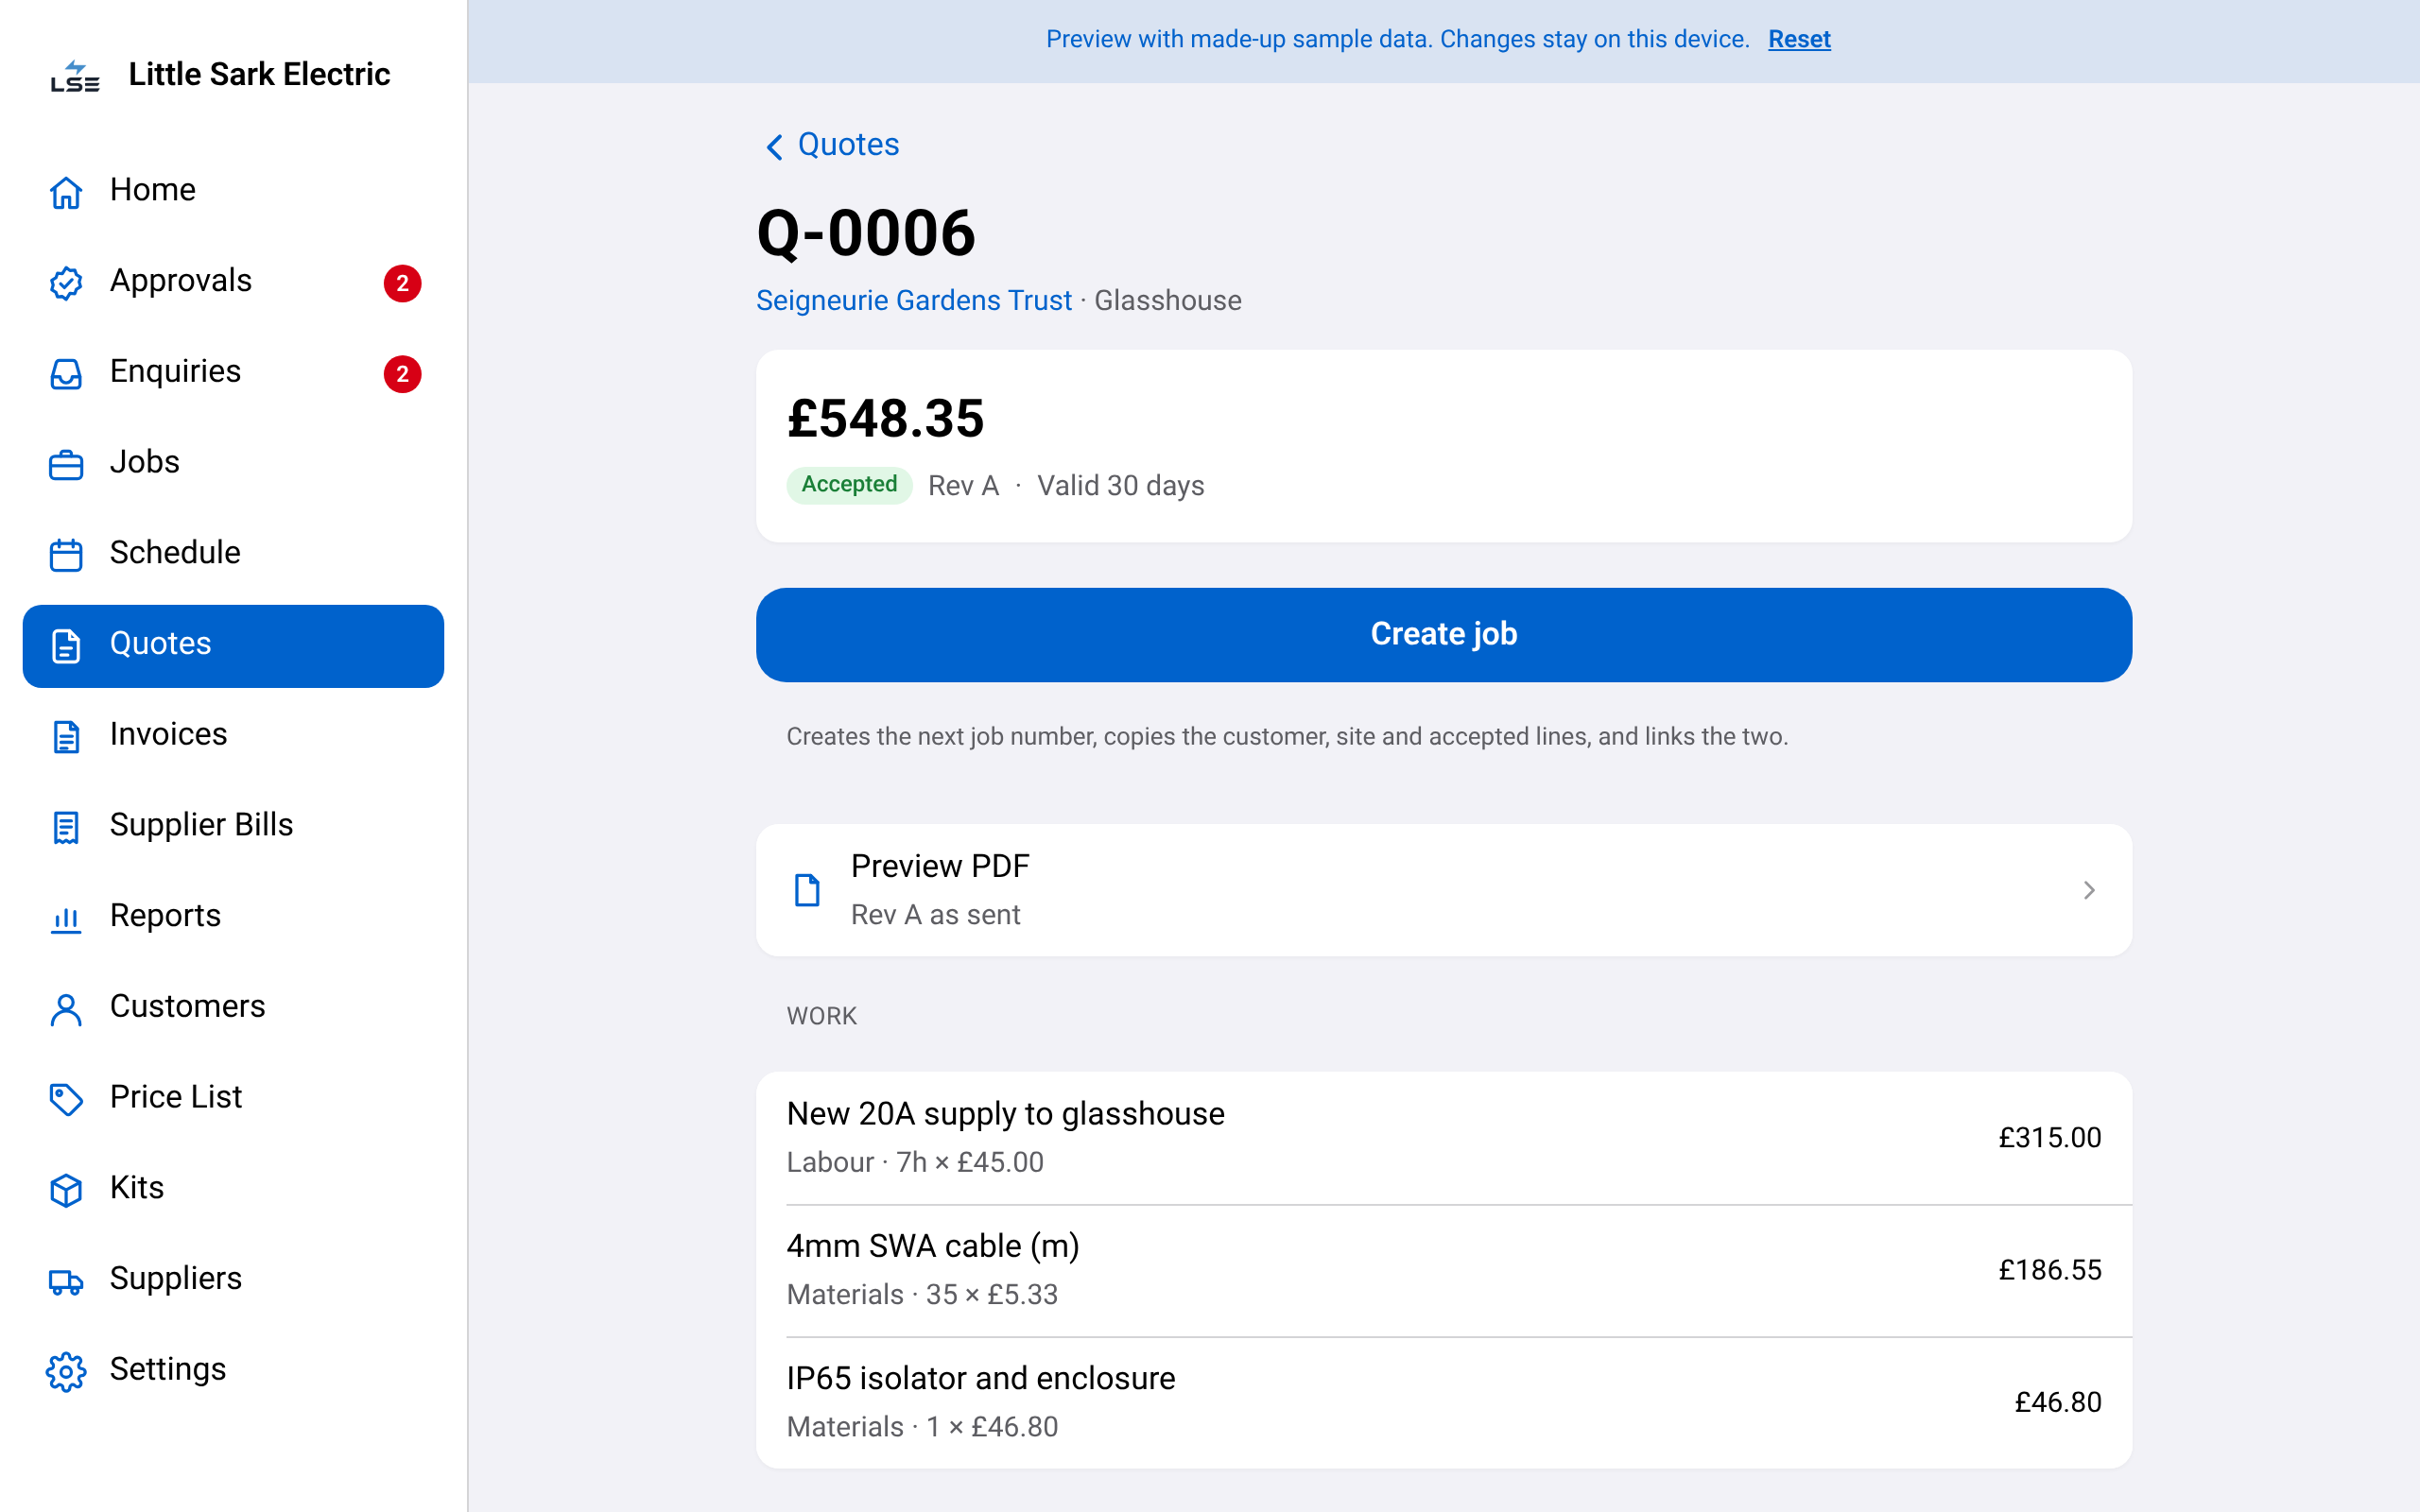 Preview with made-up sample data. Changes stay on this device. Reset
LSE Little Sark Electric
Home
Approvals 2
Enquiries 2
Jobs
Schedule
Quotes
Invoices
Supplier Bills
Reports
Customers
Price List
Kits
Suppliers
Settings
Quotes
Q-0006
Seigneurie Gardens Trust · Glasshouse
£548.35
Accepted Rev A · Valid 30 days
Create job
Creates the next job number, copies the customer, site and accepted lines, and links the two.
Preview PDF
Rev A as sent
WORK
New 20A supply to glasshouse
Labour · 7h × £45.00
£315.00
4mm SWA cable (m)
Materials · 35 × £5.33
£186.55
IP65 isolator and enclosure
Materials · 1 × £46.80
£46.80